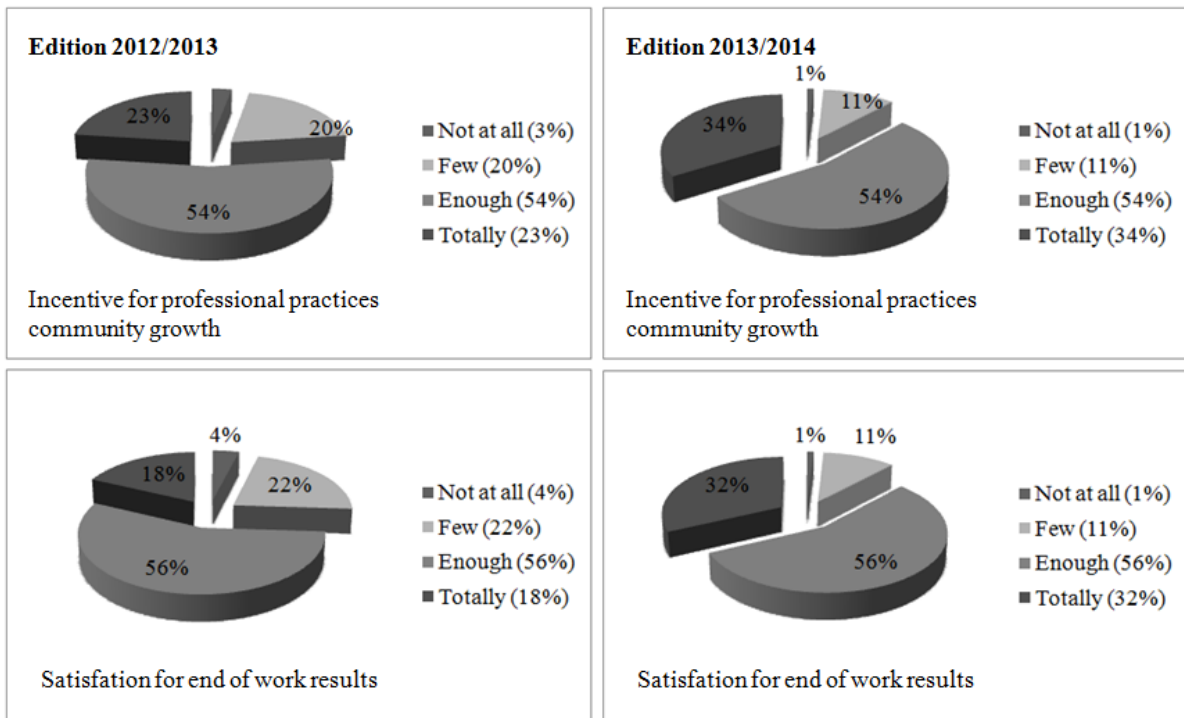 Edition 2012/2013
23%
20%
54%
Not at all (3%)
Few (20%)
Enough (54%)
Totally (23%)
Incentive for professional practices
community growth
Edition 2013/2014
1%
11%
34%
54%
Not at all (1%)
Few (11%)
Enough (54%)
Totally (34%)
Incentive for professional practices
community growth
4%
18%
22%
56%
Not at all (4%)
Few (22%)
Enough (56%)
Totally (18%)
Satisfation for end of work results
1%
11%
32%
56%
Not at all (1%)
Few (11%)
Enough (56%)
Totally (32%)
Satisfation for end of work results